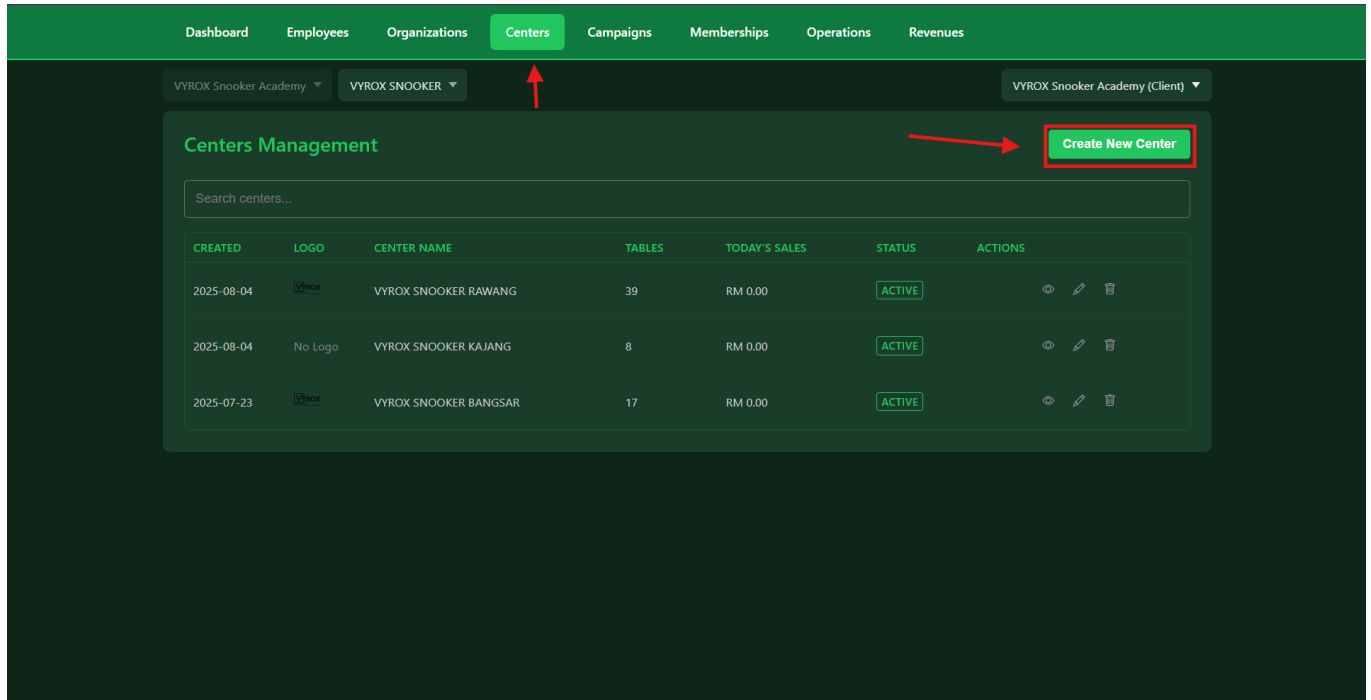 Dashboard Employees Organizations Centers Campaigns Memberships Operations Revenues
VYROX Snooker Academy VYROX SNOOKER VYROX Snooker Academy (Client)
Centers Management Create New Center
Search centers...
CREATED LOGO CENTER NAME TABLES TODAY'S SALES STATUS ACTIONS
2025-08-04 VYROX VYROX SNOOKER RAWANG 39 RM 0.00 ACTIVE
2025-08-04 No Logo VYROX SNOOKER KAJANG 8 RM 0.00 ACTIVE
2025-07-23 VYROX VYROX SNOOKER BANGSAR 17 RM 0.00 ACTIVE